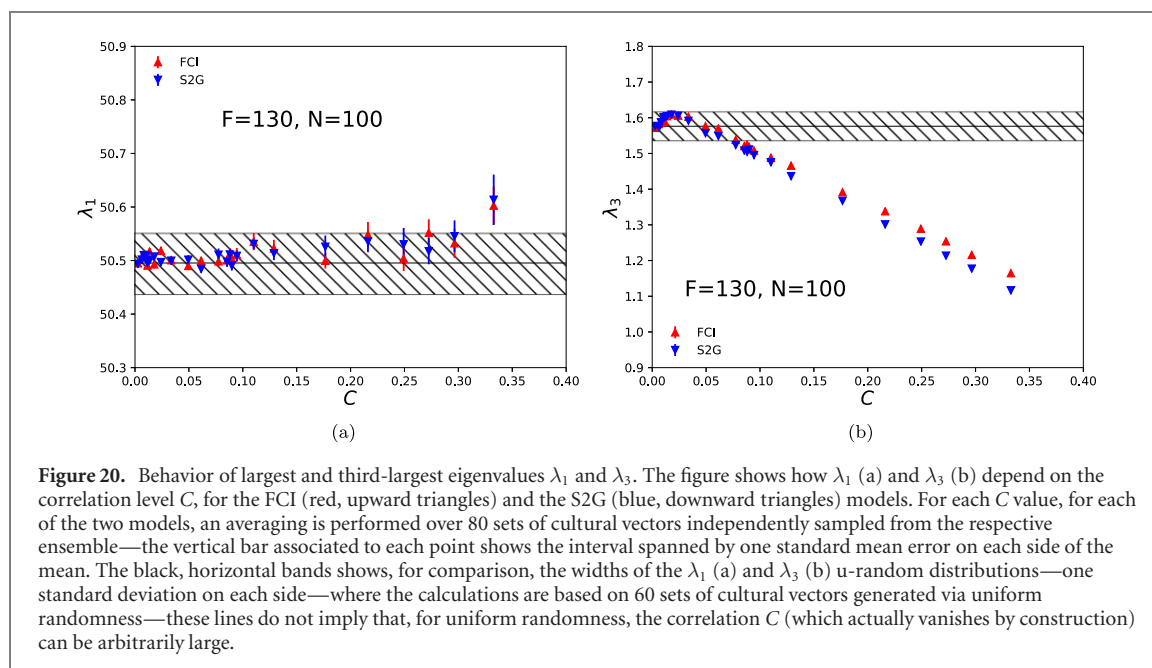 50.9
50.8
50.7
50.6
50.5
50.4
50.3
λ1
FCI
S2G
F=130, N=100
0.00 0.05 0.10 0.15 0.20 0.25 0.30 0.35 0.40
C
(a)
1.8
1.7
1.6
1.5
1.4
1.3
1.2
1.1
1.0
0.9
λ3
F=130, N=100
FCI
S2G
0.00 0.05 0.10 0.15 0.20 0.25 0.30 0.35 0.40
C
(b)
Figure 20. Behavior of largest and third-largest eigenvalues λ1 and λ3. The figure shows how λ1 (a) and λ3 (b) depend on the
correlation level C, for the FCI (red, upward triangles) and the S2G (blue, downward triangles) models. For each C value, for each
of the two models, an averaging is performed over 80 sets of cultural vectors independently sampled from the respective
ensemble—the vertical bar associated to each point shows the interval spanned by one standard mean error on each side of the
mean. The black, horizontal bands shows, for comparison, the widths of the λ1 (a) and λ3 (b) u-random distributions—one
standard deviation on each side—where the calculations are based on 60 sets of cultural vectors generated via uniform
randomness—these lines do not imply that, for uniform randomness, the correlation C (which actually vanishes by construction)
can be arbitrarily large.